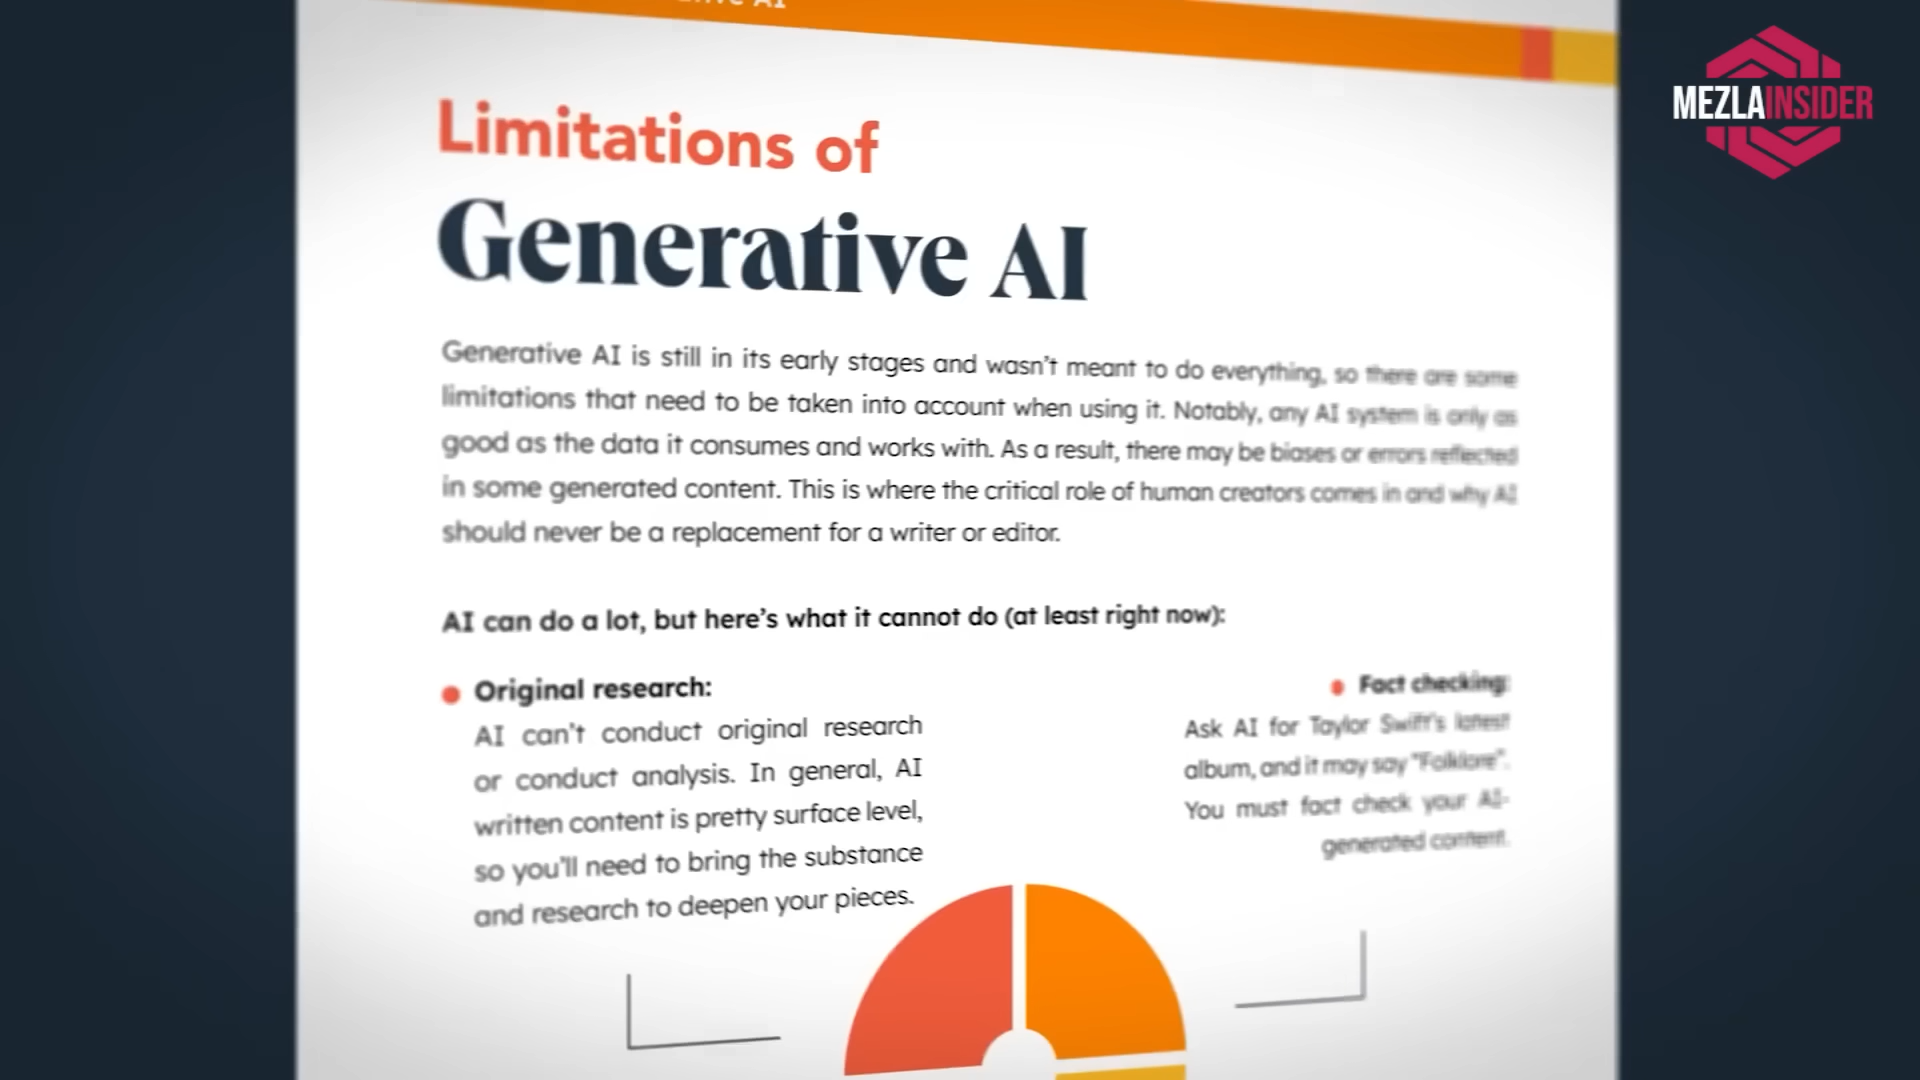 MEZLAINSIDER
Limitations of
Generative AI
Generative AI is still in its early stages and wasn't meant to do everything, so there are some
limitations that need to be taken into account when using it. Notably, any AI system is only as
good as the data it consumes and works with. As a result, there may be biases or errors reflected
in some generated content. This is where the critical role of human creators comes in and why AI
should never be a replacement for a writer or editor.
AI can do a lot, but here's what it cannot do (at least right now):
Original research:
AI can't conduct original research
or conduct analysis. In general, AI
written content is pretty surface level,
so you'll need to bring the substance
and research to deepen your pieces.
Fact checking:
Ask AI for Taylor Swift's latest
album, and it may say "Folklore".
You must fact check your AI-
generated content.